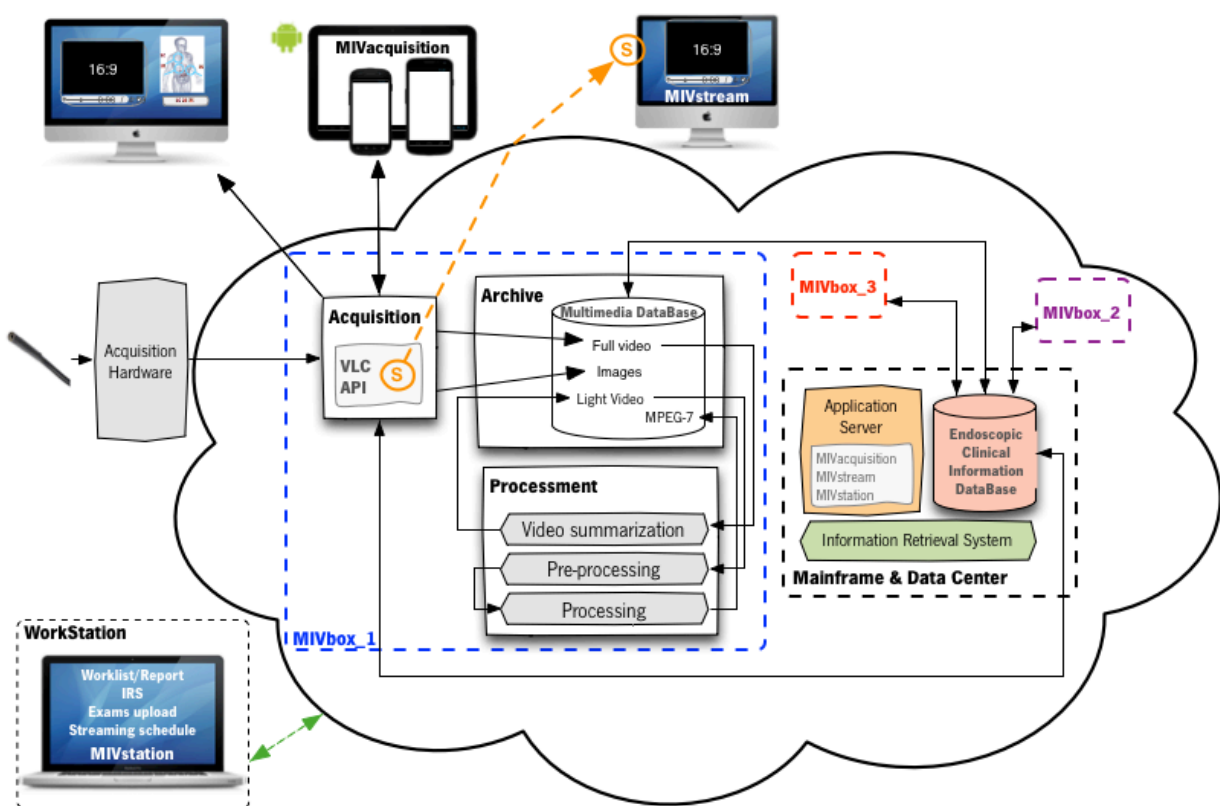 16:9
MIVacquisition
S
16:9
MIVstream
Acquisition
Hardware
Acquisition
VLC
API
S
Archive
Multimedia DataBase
Full video
Images
Light Video
MPEG-7
Processment
Video summarization
Pre-processing
Processing
MIVbox_1
MIVbox_3
MIVbox_2
Application
Server
MIVacquisition
MIVstream
MIVstation
Endoscopic
Clinical
Information
DataBase
Information Retrieval System
Mainframe & Data Center
WorkStation
Worklist/Report
IRS
Exams upload
Streaming schedule
MIVstation